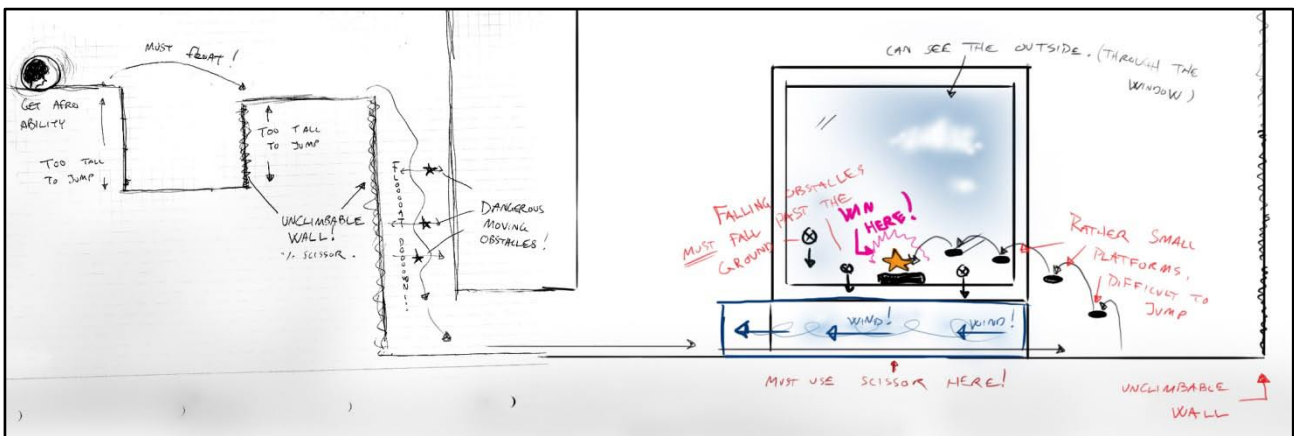 MUST FLOAT!
GET AFRO
ABILITY
TOO TALL
TO JUMP
TOO TALL
TO JUMP
UNCLIMBABLE
WALL!
SCISSOR.
FLOOOOAT DOOOOWN!!
DANGEROUS
MOVING
OBSTACLES!
CAN SEE THE OUTSIDE. (THROUGH THE
WINDOW)
FALLING OBSTALLES
MUST FALL PAST THE
GROUND
WIN
HERE!
RATHER SMALL
PLATFORMS.
DIFFICULT TO
JUMP
WIND!
WIND!
MUST USE SCISSOR HERE!
UNCLIMBABLE
WALL